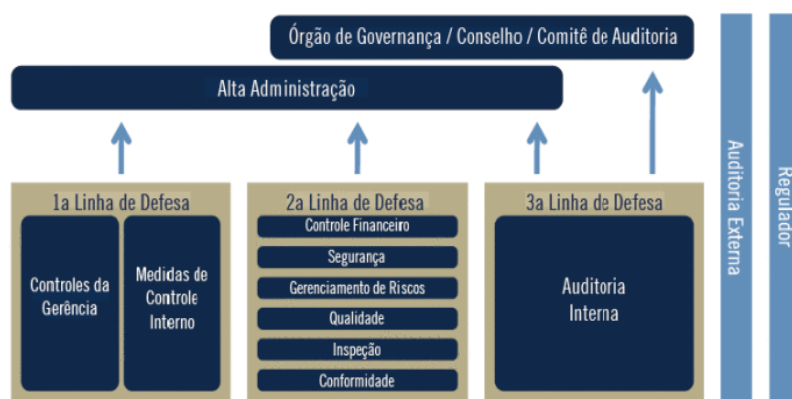 Órgão de Governança / Conselho / Comitê de Auditoria
Alta Administração
1a Linha de Defesa
Controles da
Gerência
Medidas de
Controle
Interno
2a Linha de Defesa
Controle Financeiro
Segurança
Gerenciamento de Riscos
Qualidade
Inspeção
Conformidade
3a Linha de Defesa
Auditoria
Interna
Auditoria Externa
Regulador